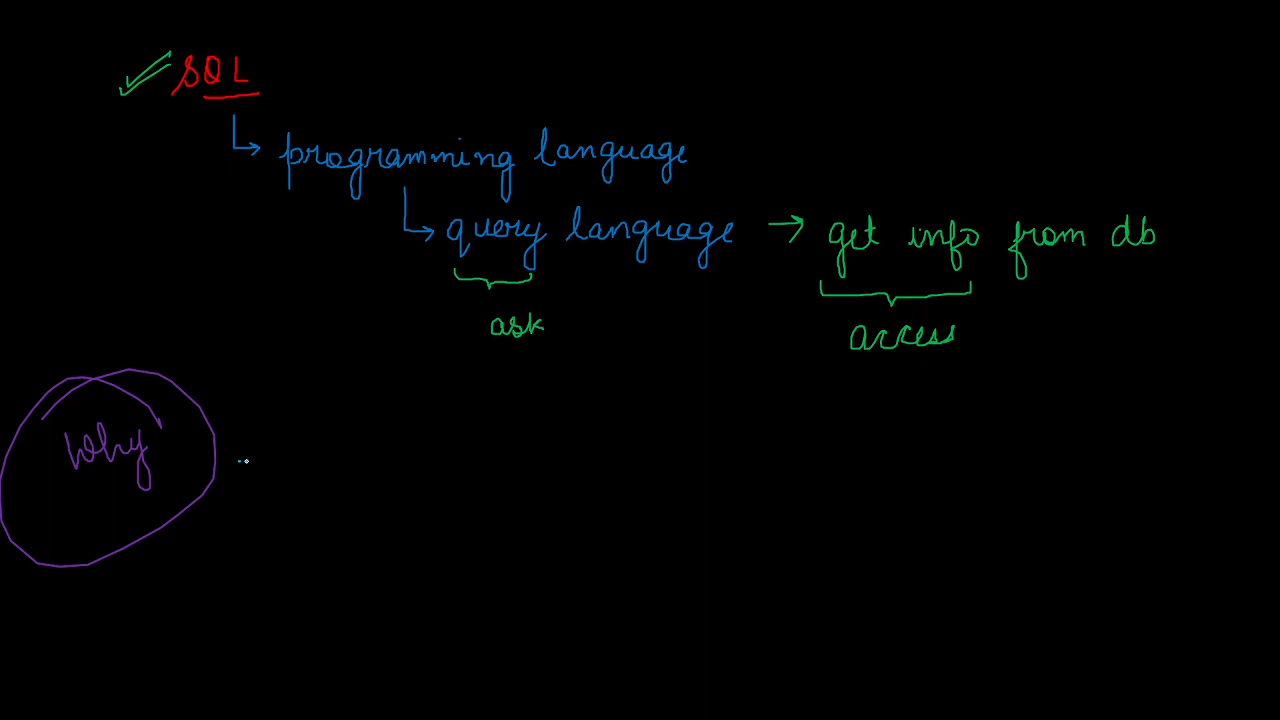 SQL
programming language
query language → get info from db
ask
access
Why